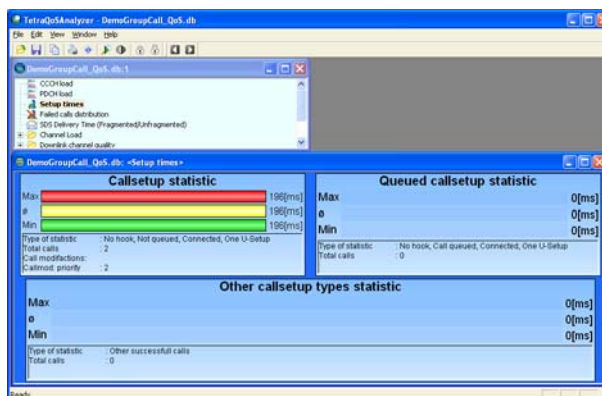 TetraQoSAnalyzer - DemoGroupCall_QoS.db
File Edit View Window Help
DemoGroupCall_QoS.db:1
CCCH load
PDCH load
Setup times
Failed calls distribution
SDS Delivery Time (Fragmented/Unfragmented)
Channel Load
Downlink channel quality
DemoGroupCall_QoS.db: <Setup times>
Callsetup statistic
Max 196[ms]
ø 196[ms]
Min 196[ms]
Type of statistic : No hook, Not queued, Connected, One U-Setup
Total calls : 2
Call modifactions:
Callmod: priority : 2
Queued callsetup statistic
Max 0[ms]
ø 0[ms]
Min 0[ms]
Type of statistic : No hook, Call queued, Connected, One U-Setup
Total calls : 0
Other callsetup types statistic
Max 0[ms]
ø 0[ms]
Min 0[ms]
Type of statistic : Other successfull calls
Total calls : 0
Ready